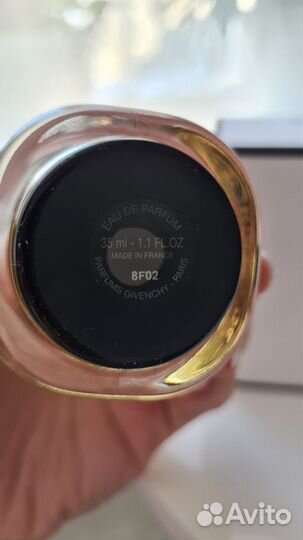 EAU DE PARFUM
35 ml - 1.1 FL.OZ
MADE IN FRANCE
8F02
PARFUMS GIVENCHY - PARIS
Avito